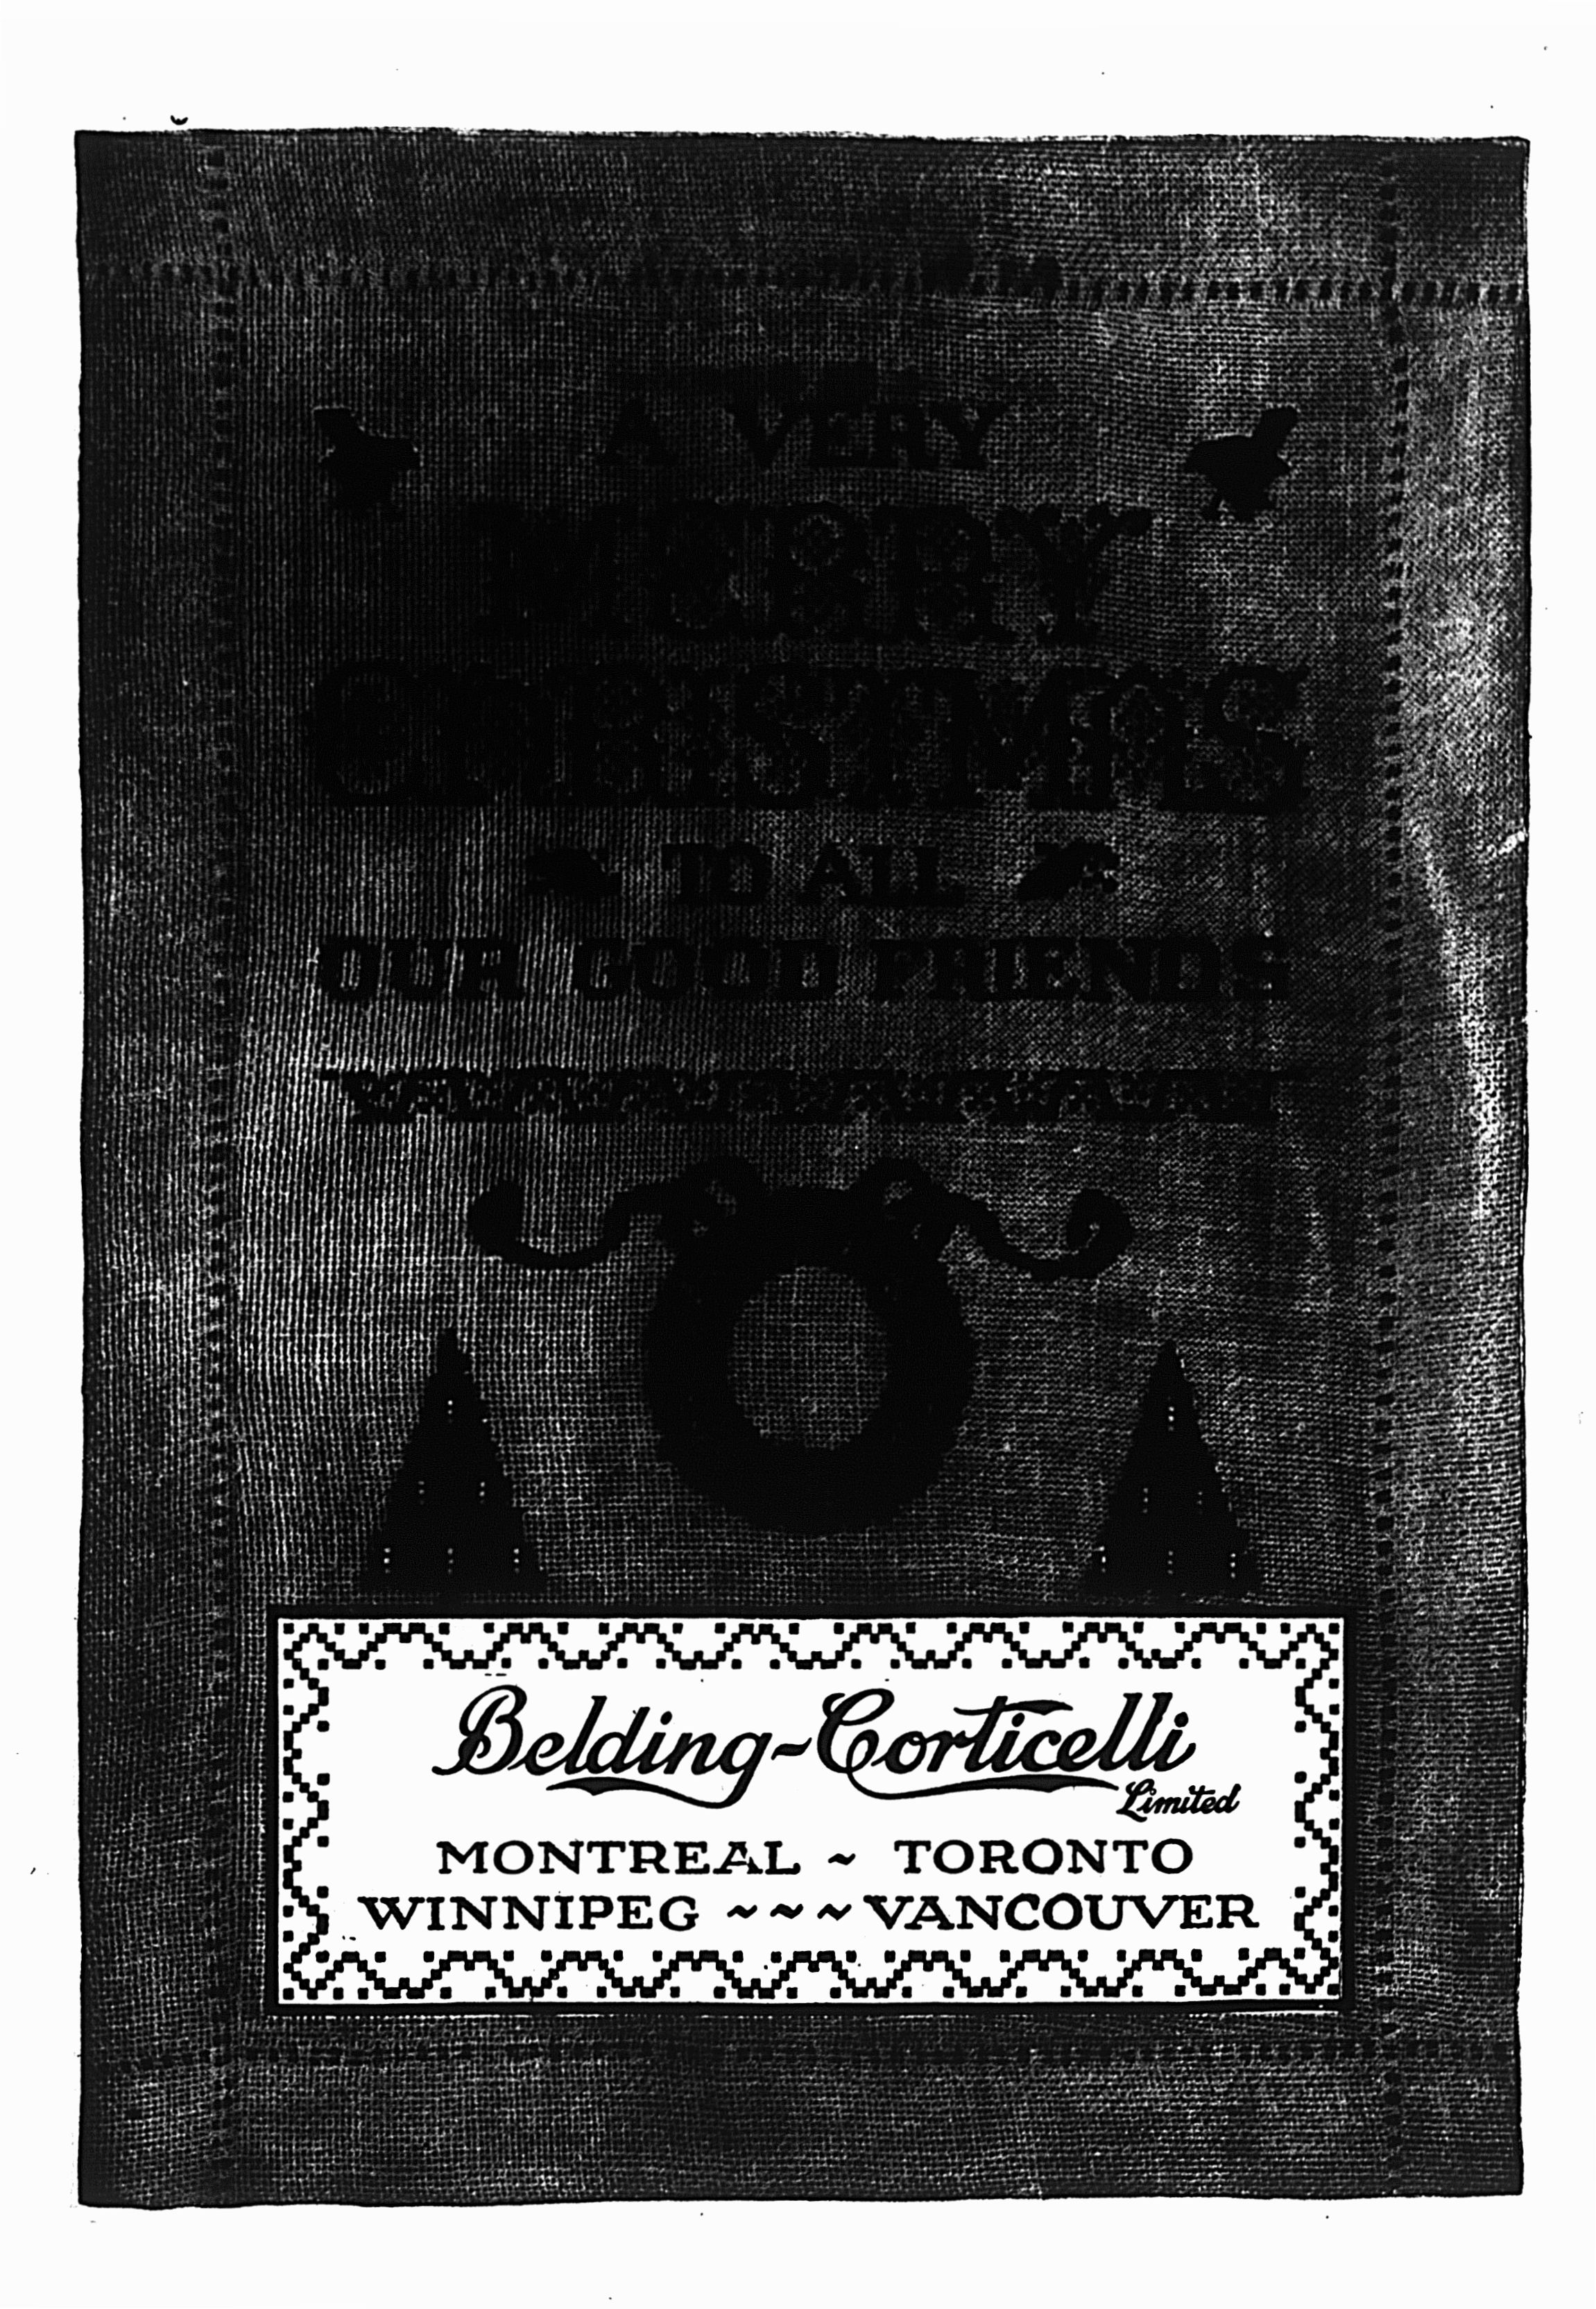 A VERY
MERRY
CHRISTMAS
TO ALL
OUR GOOD FRIENDS
Belding-Corticelli
Limited
MONTREAL ~ TORONTO
WINNIPEG ~~~ VANCOUVER